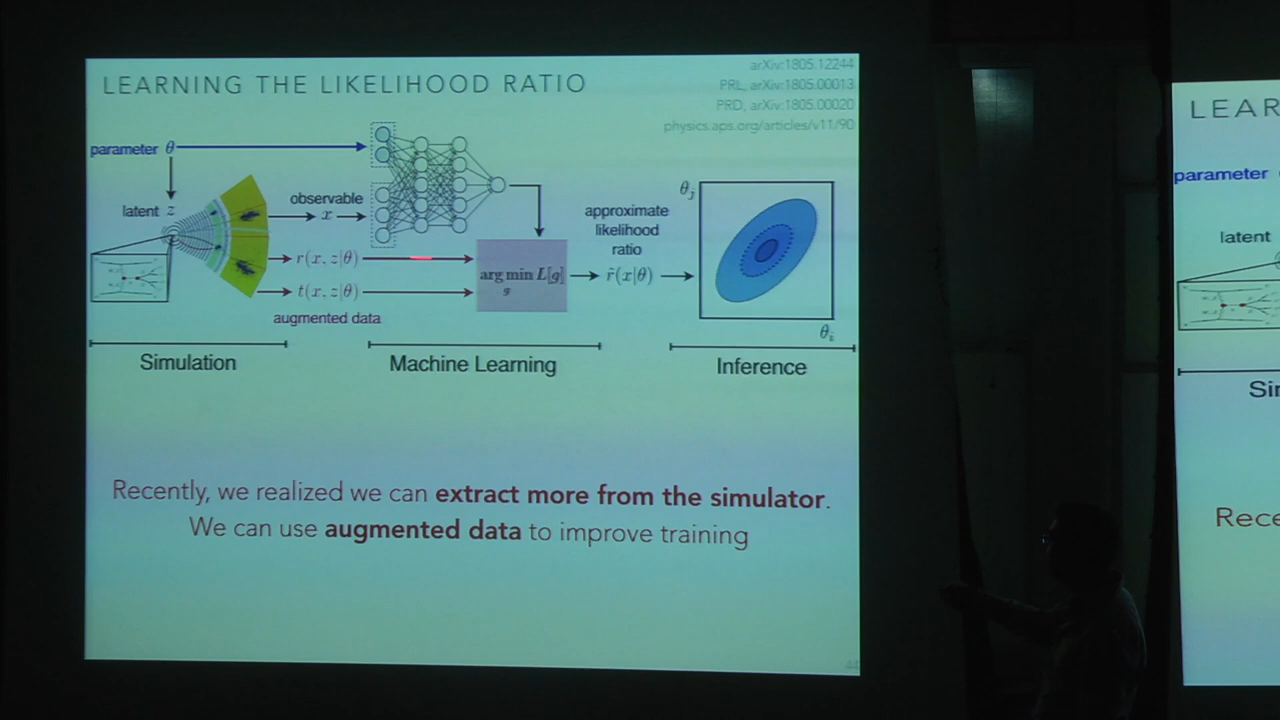 LEARNING THE LIKELIHOOD RATIO
arXiv:1805.12244
PRL, arXiv:1805.00013
PRD, arXiv:1805.00020
physics.aps.org/articles/v11/90
parameter θ
latent z
observable
x
r(x, z|θ)
t(x, z|θ)
augmented data
arg min L[g]
g
approximate
likelihood
ratio
r̂(x|θ)
θj
θi
Simulation
Machine Learning
Inference
Recently, we realized we can extract more from the simulator.
We can use augmented data to improve training
44
LEAR
parameter
latent
Sim
Rece